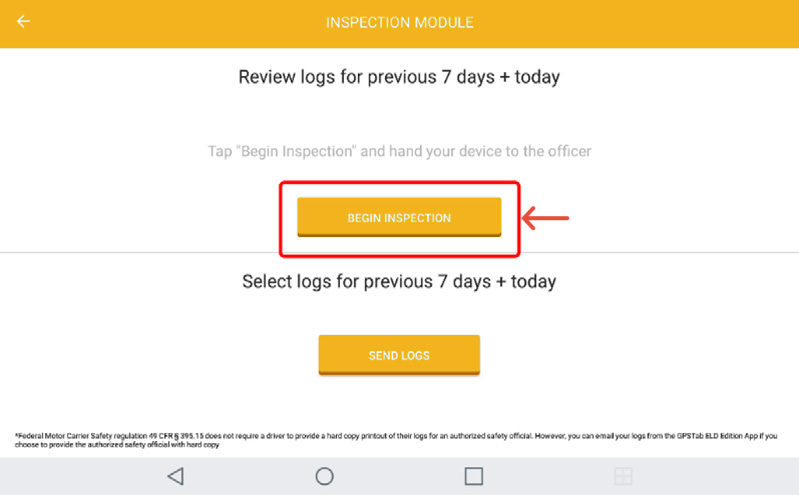 INSPECTION MODULE
Review logs for previous 7 days + today
Tap "Begin Inspection" and hand your device to the officer
BEGIN INSPECTION
Select logs for previous 7 days + today
SEND LOGS
*Federal Motor Carrier Safety regulation 49 CFR § 395.15 does not require a driver to provide a hard copy printout of their logs for an authorized safety official. However, you can email your logs from the GPSTab ELD Edition App if you
choose to provide the authorized safety official with hard copy